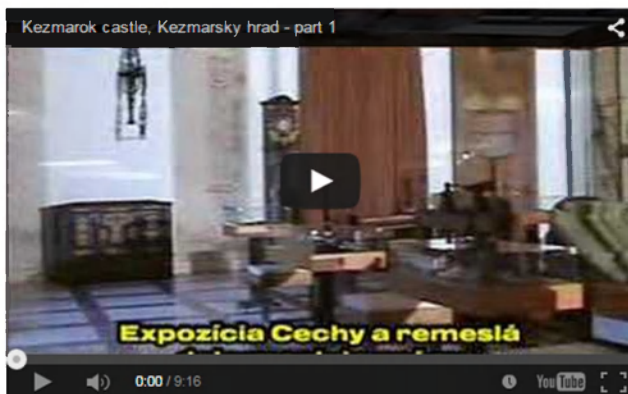 Kezmarok castle, Kezmarsky hrad - part 1
Expozícia Cechy a remeslá
0:00 / 9:16
YouTube